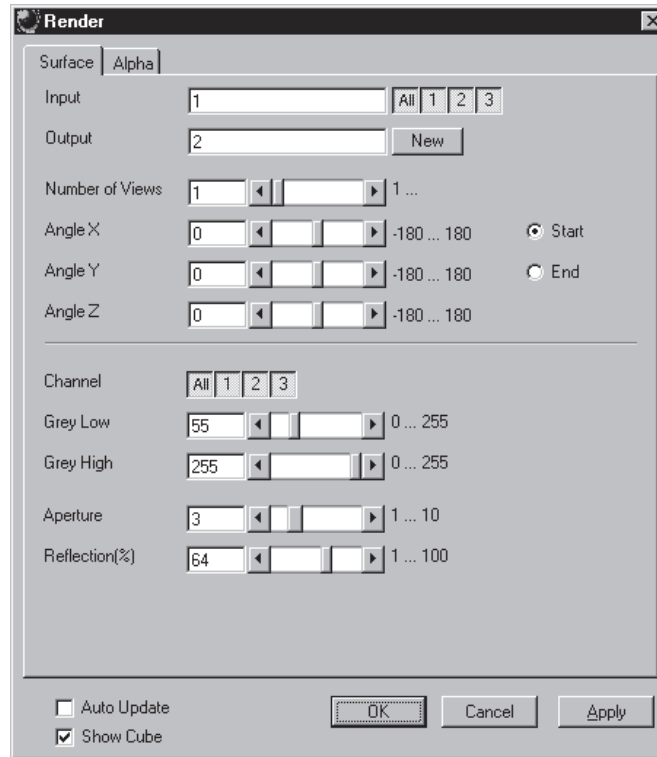 Render
Surface Alpha
Input 1 All 1 2 3
Output 2 New
Number of Views 1 1 ...
Angle X 0 -180 ... 180 Start
Angle Y 0 -180 ... 180 End
Angle Z 0 -180 ... 180
Channel All 1 2 3
Grey Low 55 0 ... 255
Grey High 255 0 ... 255
Aperture 3 1 ... 10
Reflection(%) 64 1 ... 100
Auto Update OK Cancel Apply
Show Cube